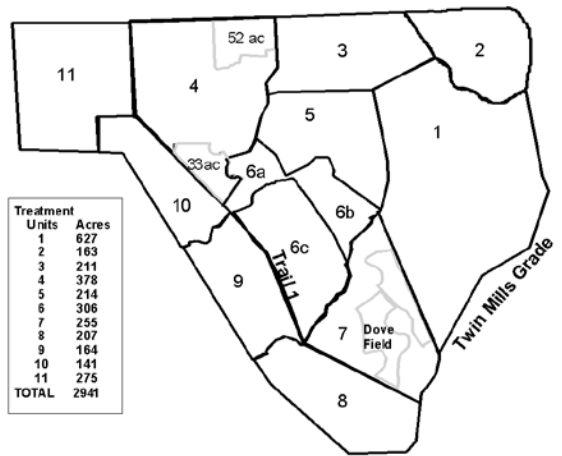 52 ac
11
4
3
2
5
1
33ac
6a
10
6b
6c
9
Trail 1
7
Dove
Field
8
Twin Mills Grade
Treatment
Units Acres
1 627
2 163
3 211
4 378
5 214
6 306
7 255
8 207
9 164
10 141
11 275
TOTAL 2941